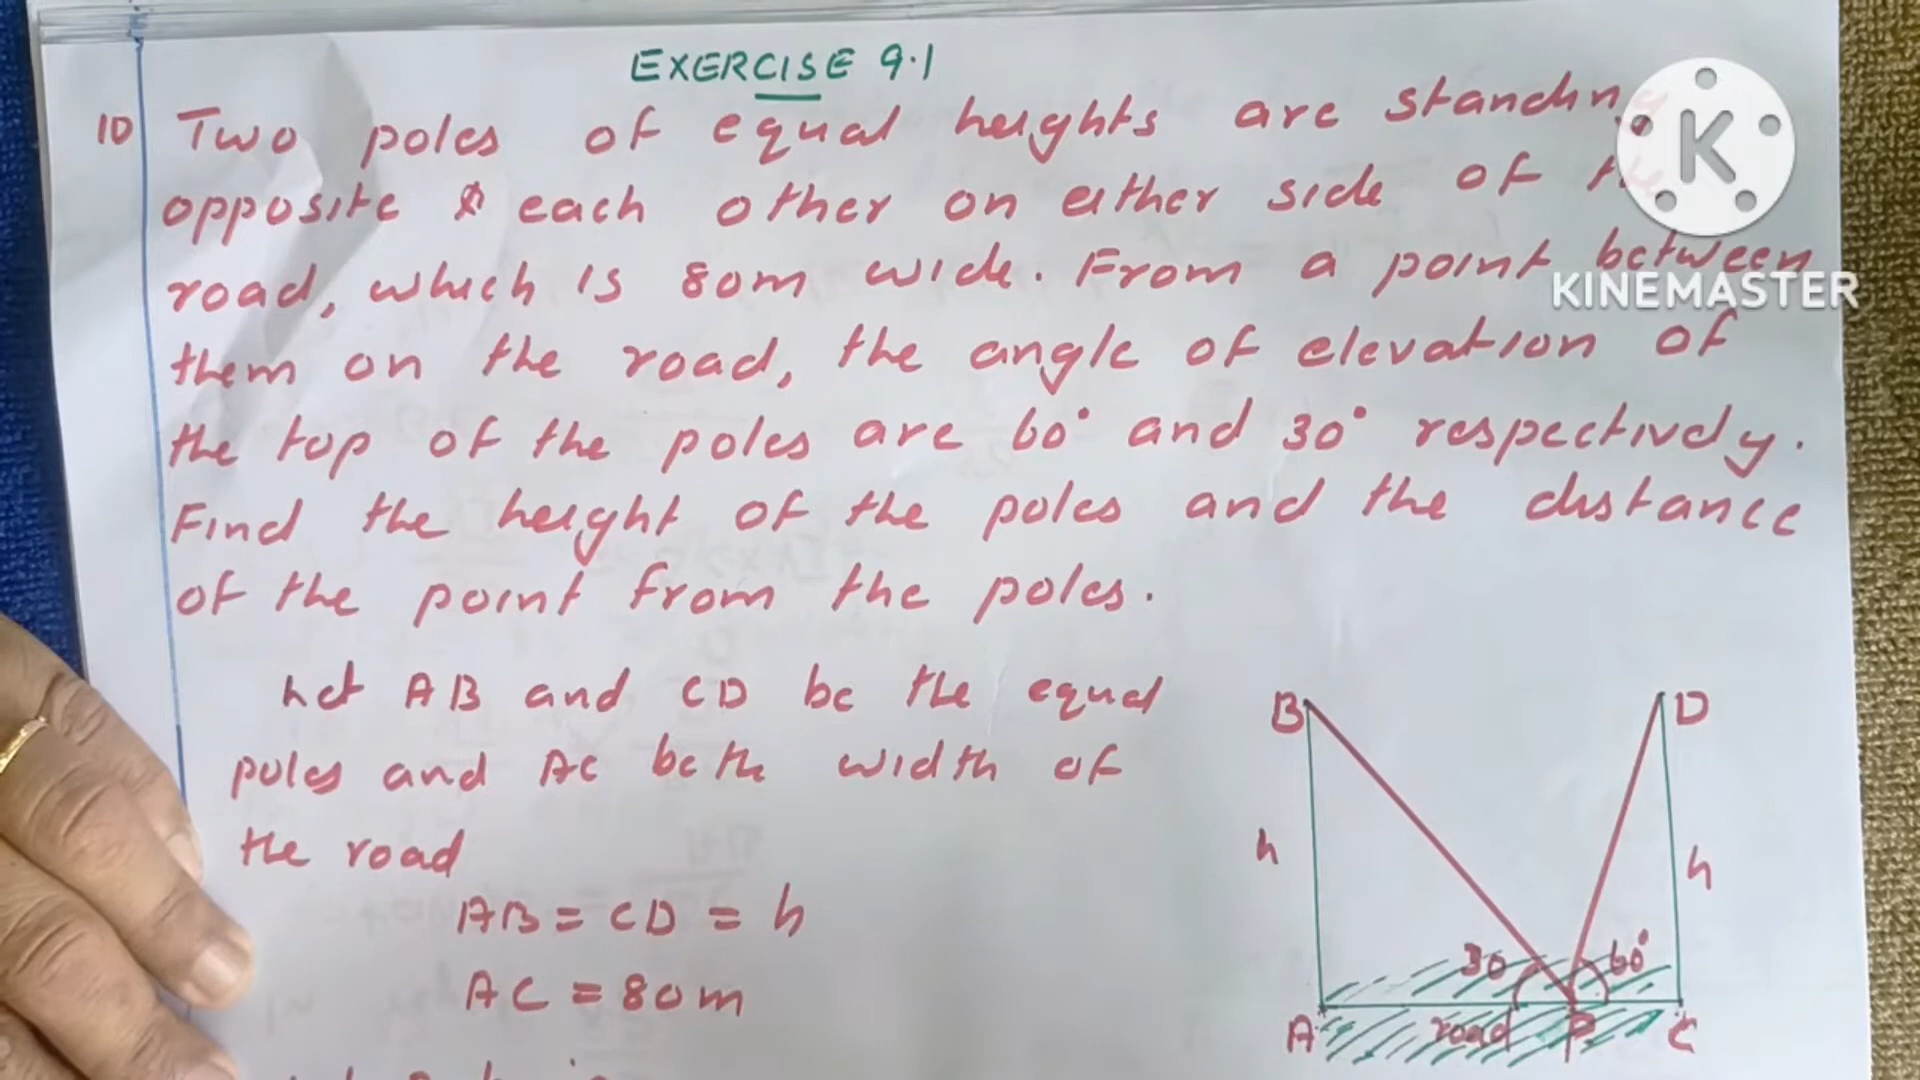 EXERCISE 9.1
10 Two poles of equal heights are standing
opposite each other on either side of the
road, which is 80m wide. From a point between
them on the road, the angle of elevation of
the top of the poles are 60° and 30° respectively.
Find the height of the poles and the distance
of the point from the poles.
Let AB and CD be the equal
poles and AC be the width of
the road
AB = CD = h
AC = 80m
B D
h h
30 60°
A road P C
K
KINEMASTER